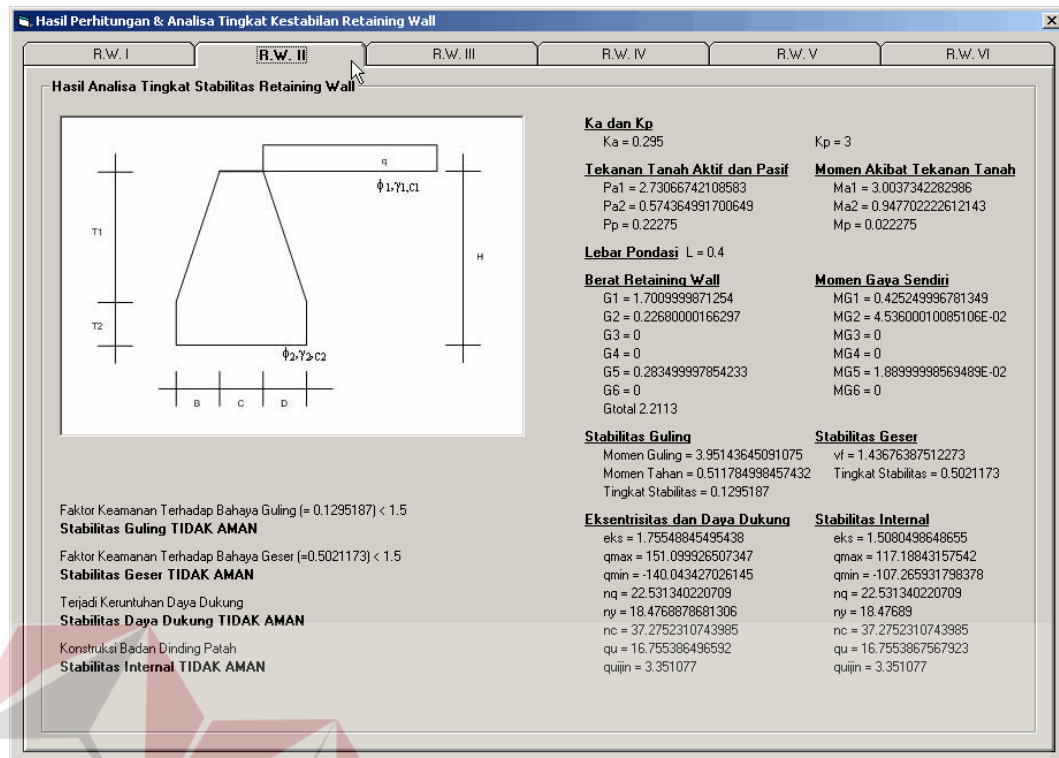 Hasil Perhitungan & Analisa Tingkat Kestabilan Retaining Wall
R.W. I
R.W. II
R.W. III
R.W. IV
R.W. V
R.W. VI
Hasil Analisa Tingkat Stabilitas Retaining Wall
q
ϕ1,γ1,c1
T1
H
T2
ϕ2,γ2,c2
B
C
D
Faktor Keamanan Terhadap Bahaya Guling (= 0.1295187) < 1.5
Stabilitas Guling TIDAK AMAN
Faktor Keamanan Terhadap Bahaya Geser (=0.5021173) < 1.5
Stabilitas Geser TIDAK AMAN
Terjadi Keruntuhan Daya Dukung
Stabilitas Daya Dukung TIDAK AMAN
Konstruksi Badan Dinding Patah
Stabilitas Internal TIDAK AMAN
Ka dan Kp
Ka = 0.295
Kp = 3
Tekanan Tanah Aktif dan Pasif
Pa1 = 2.73066742108583
Pa2 = 0.574364991700649
Pp = 0.22275
Momen Akibat Tekanan Tanah
Ma1 = 3.0037342282986
Ma2 = 0.947702222612143
Mp = 0.022275
Lebar Pondasi L = 0.4
Berat Retaining Wall
G1 = 1.7009999871254
G2 = 0.22680000166297
G3 = 0
G4 = 0
G5 = 0.283499997854233
G6 = 0
Gtotal 2.2113
Momen Gaya Sendiri
MG1 = 0.425249996781349
MG2 = 4.53600010085106E-02
MG3 = 0
MG4 = 0
MG5 = 1.88999998569489E-02
MG6 = 0
Stabilitas Guling
Momen Guling = 3.95143645091075
Momen Tahan = 0.511784998457432
Tingkat Stabilitas = 0.1295187
Stabilitas Geser
vf = 1.43676387512273
Tingkat Stabilitas = 0.5021173
Eksentrisitas dan Daya Dukung
eks = 1.75548845495438
qmax = 151.099926507347
qmin = -140.043427026145
nq = 22.531340220709
ny = 18.4768878681306
nc = 37.2752310743985
qu = 16.755386496592
quijin = 3.351077
Stabilitas Internal
eks = 1.5080498648655
qmax = 117.18843157542
qmin = -107.265931798378
nq = 22.531340220709
ny = 18.47689
nc = 37.2752310743985
qu = 16.7553867567923
quijin = 3.351077